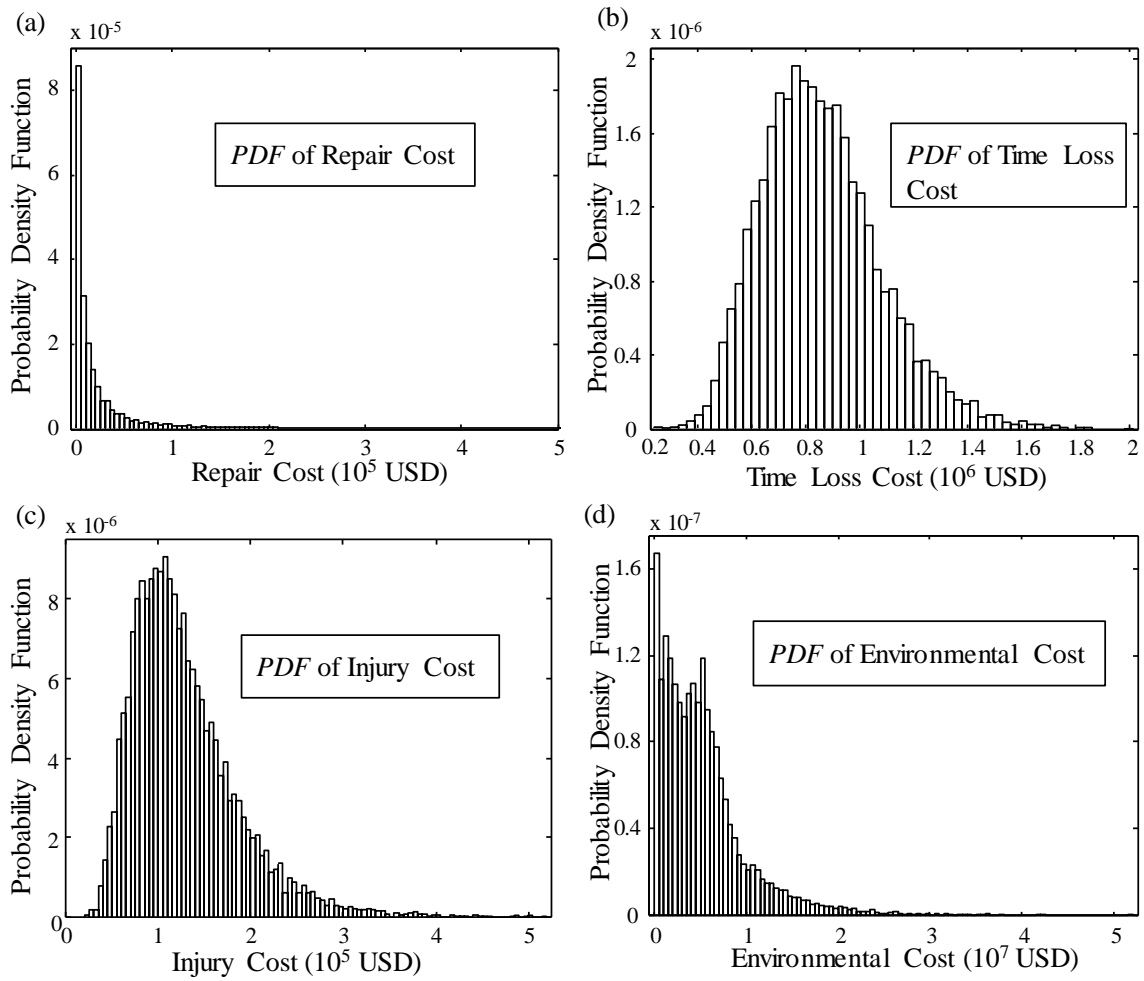 (a)
x 10-5
Probability Density Function
8
6
4
2
0
PDF of Repair Cost
0 1 2 3 4 5
Repair Cost (10⁵ USD)
(b)
x 10-6
Probability Density Function
2
1.6
1.2
0.8
0.4
0
PDF of Time Loss
Cost
0.2 0.4 0.6 0.8 1 1.2 1.4 1.6 1.8 2
Time Loss Cost (10⁶ USD)
(c)
x 10-6
Probability Density Function
8
6
4
2
0
PDF of Injury Cost
0 1 2 3 4 5
Injury Cost (10⁵ USD)
(d)
x 10-7
Probability Density Function
1.6
1.2
0.8
0.4
0
PDF of Environmental Cost
0 1 2 3 4 5
Environmental Cost (10⁷ USD)